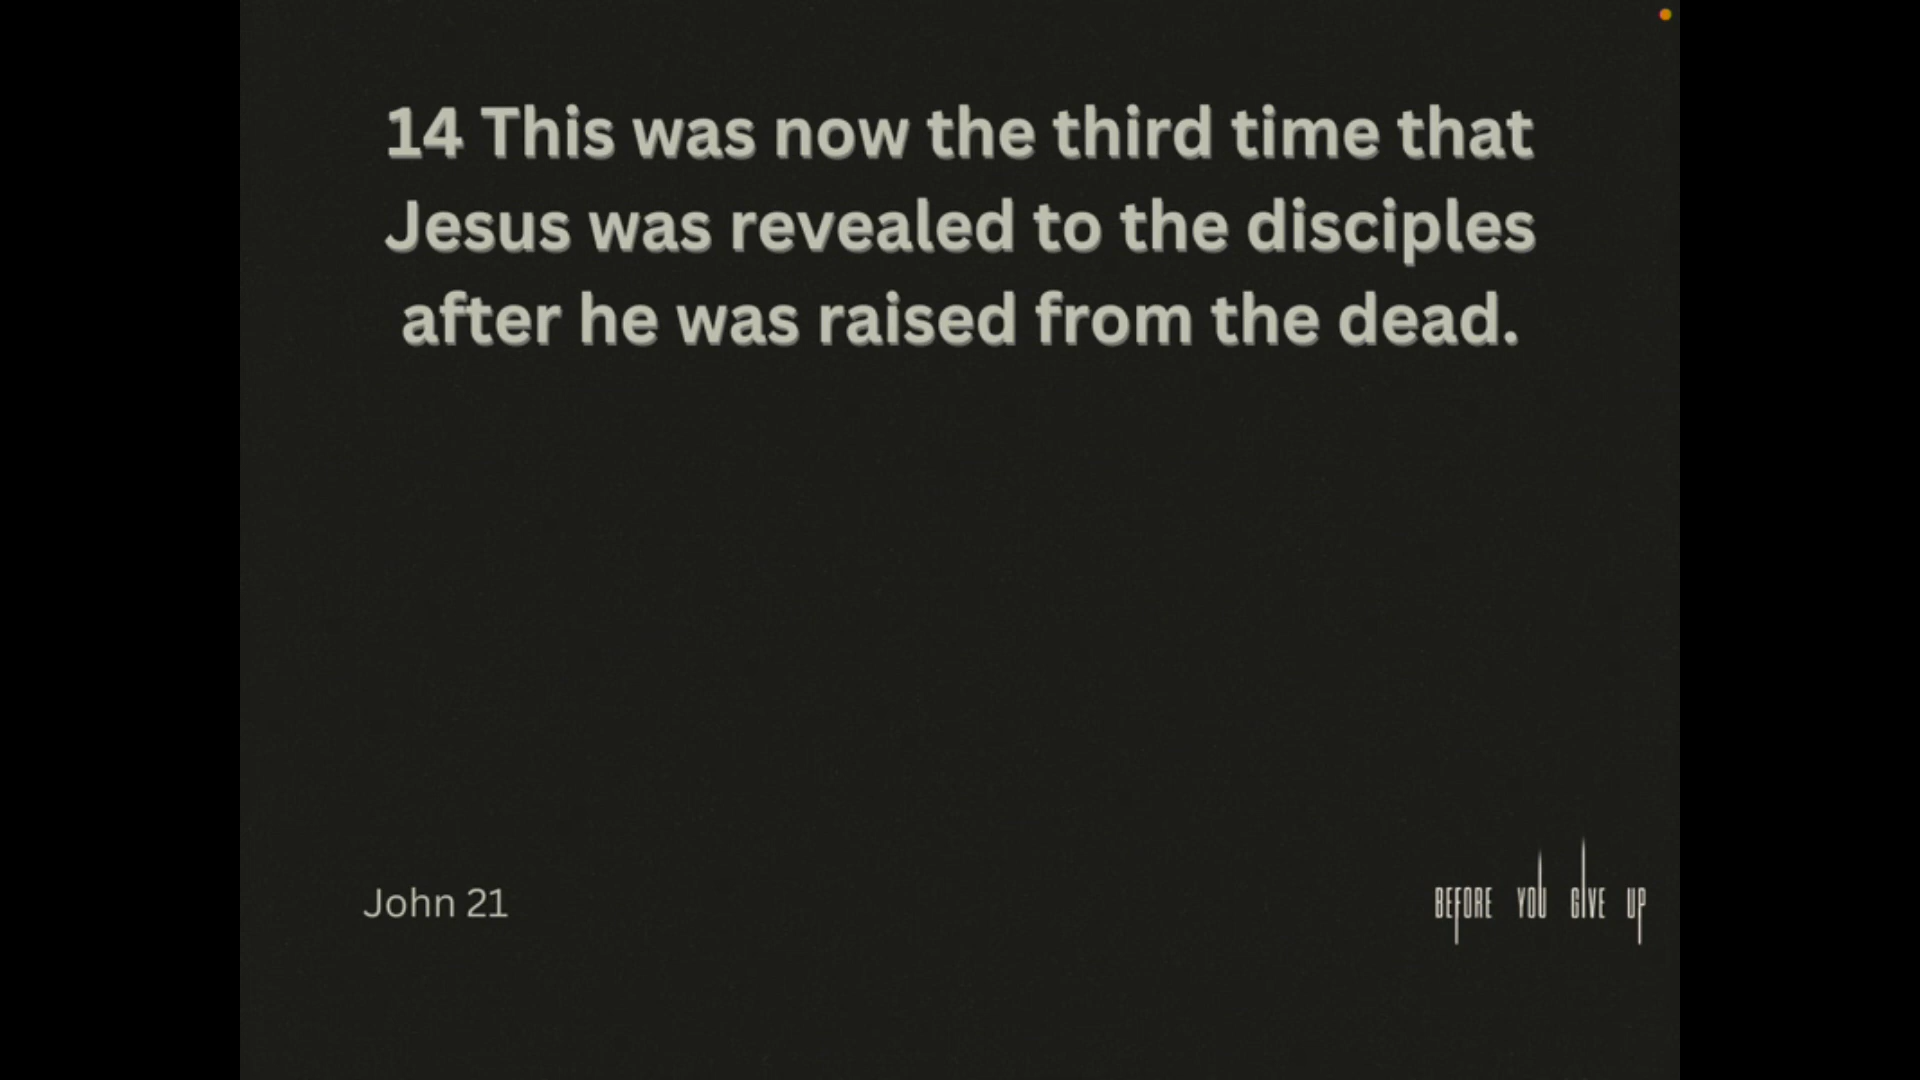 14 This was now the third time that
Jesus was revealed to the disciples
after he was raised from the dead.
John 21
BEFORE YOU GIVE UP